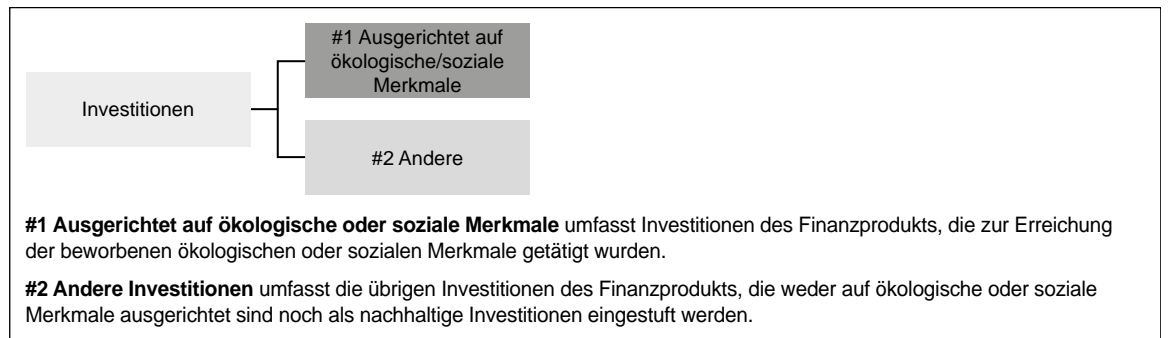 #1 Ausgerichtet auf
ökologische/soziale
Merkmale
Investitionen
#2 Andere
#1 Ausgerichtet auf ökologische oder soziale Merkmale umfasst Investitionen des Finanzprodukts, die zur Erreichung
der beworbenen ökologischen oder sozialen Merkmale getätigt wurden.
#2 Andere Investitionen umfasst die übrigen Investitionen des Finanzprodukts, die weder auf ökologische oder soziale
Merkmale ausgerichtet sind noch als nachhaltige Investitionen eingestuft werden.